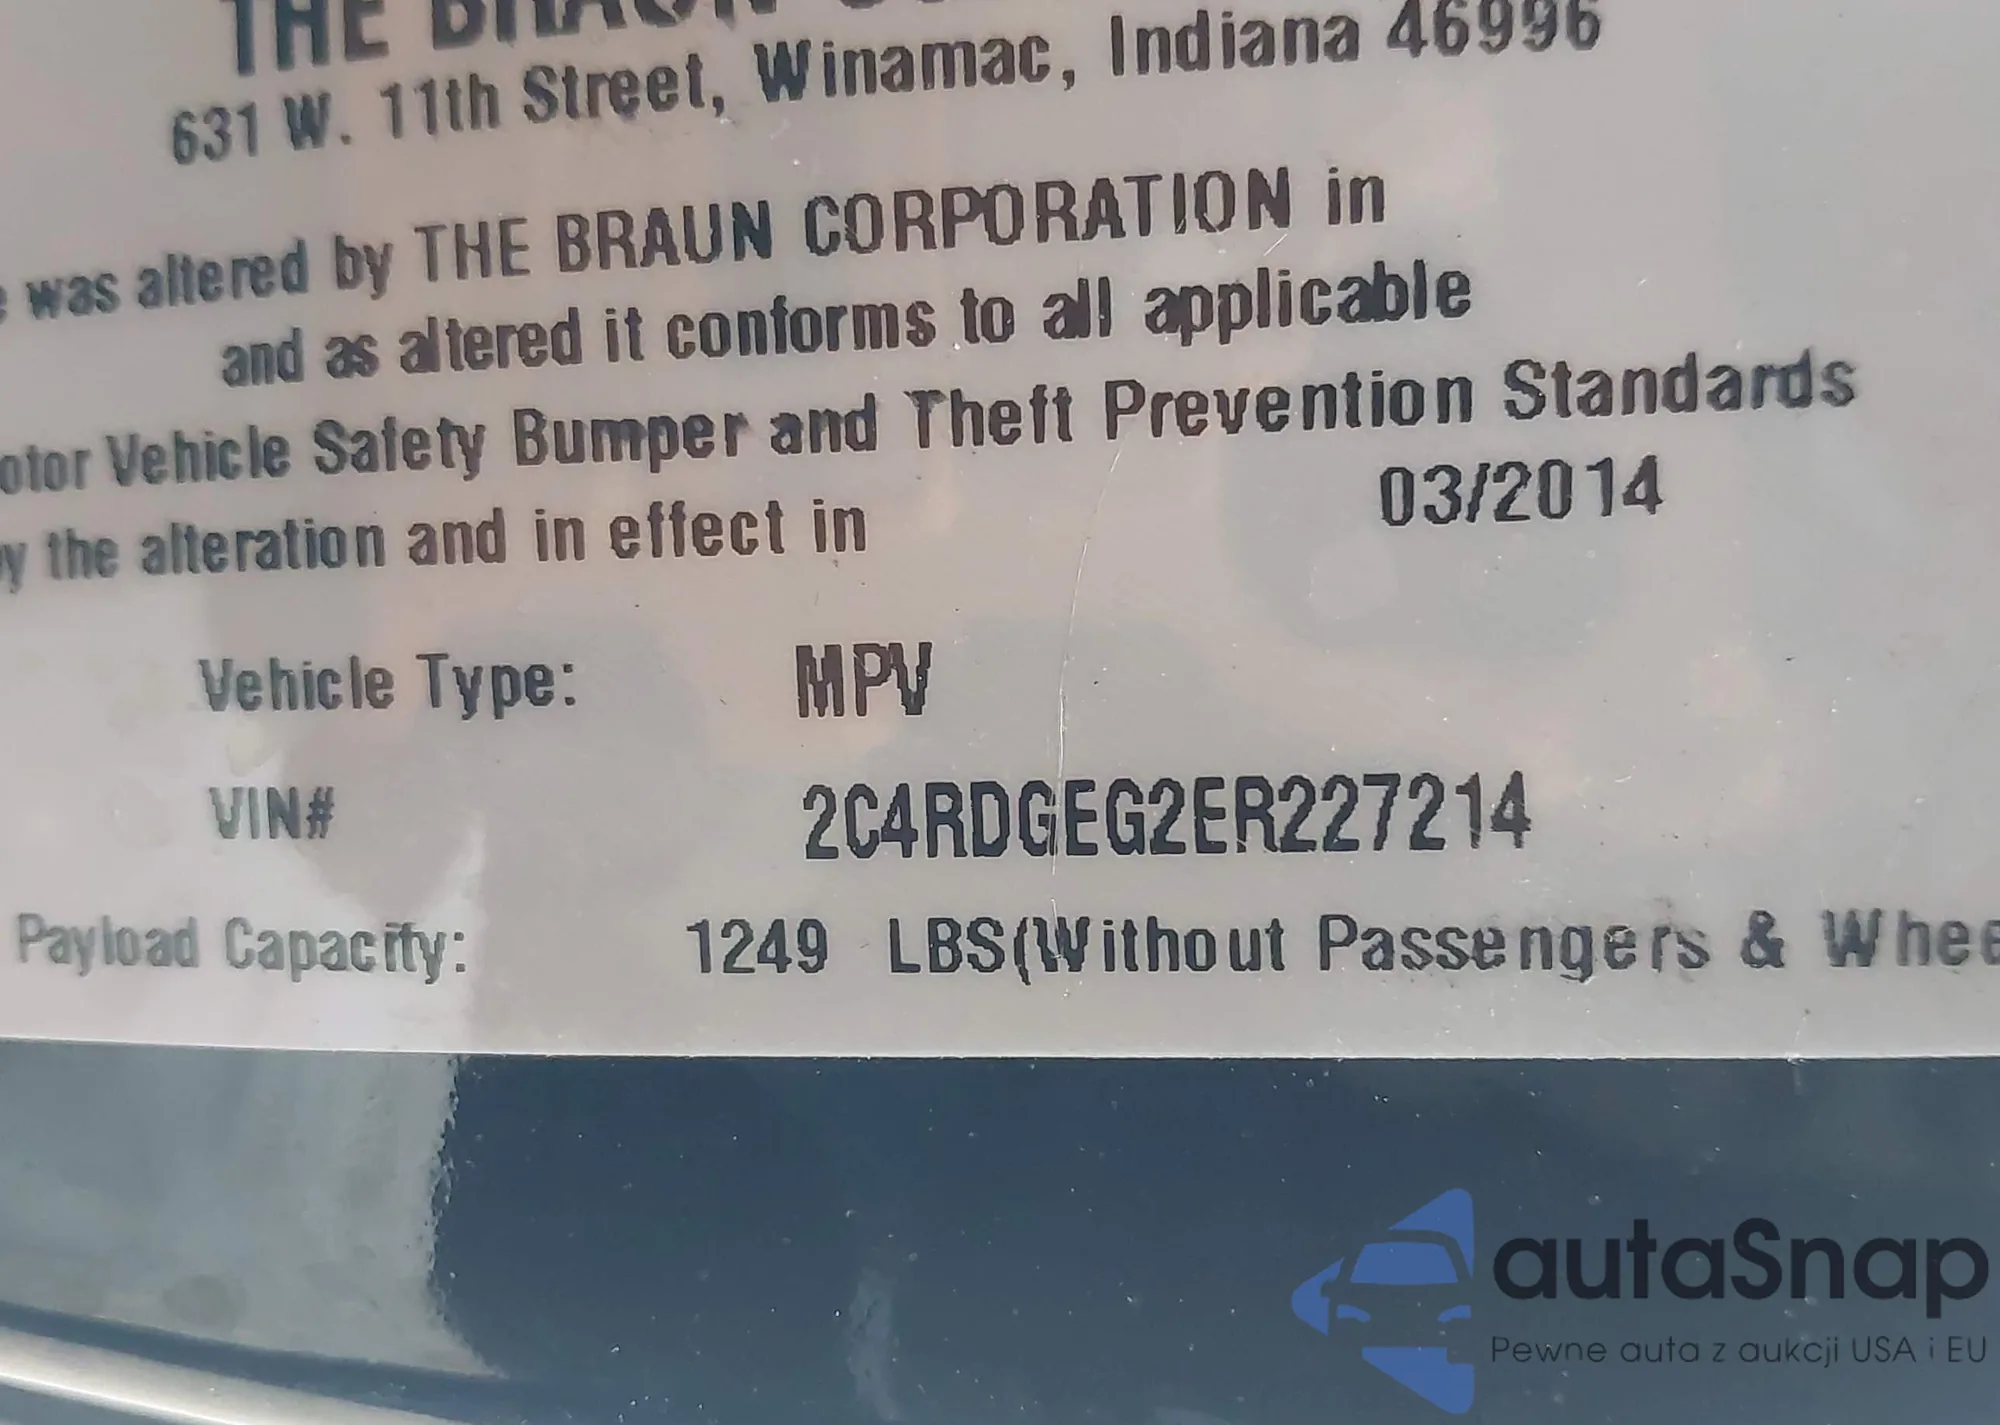 THE BRAUN
631 W. 11th Street, Winamac, Indiana 46996
was altered by THE BRAUN CORPORATION in
and as altered it conforms to all applicable
otor Vehicle Safety Bumper and Theft Prevention Standards
y the alteration and in effect in 03/2014
Vehicle Type: MPV
VIN# 2C4RDGEG2ER227214
Payload Capacity: 1249 LBS(Without Passengers & Whee
autaSnap
Pewne auta z aukcji USA i EU